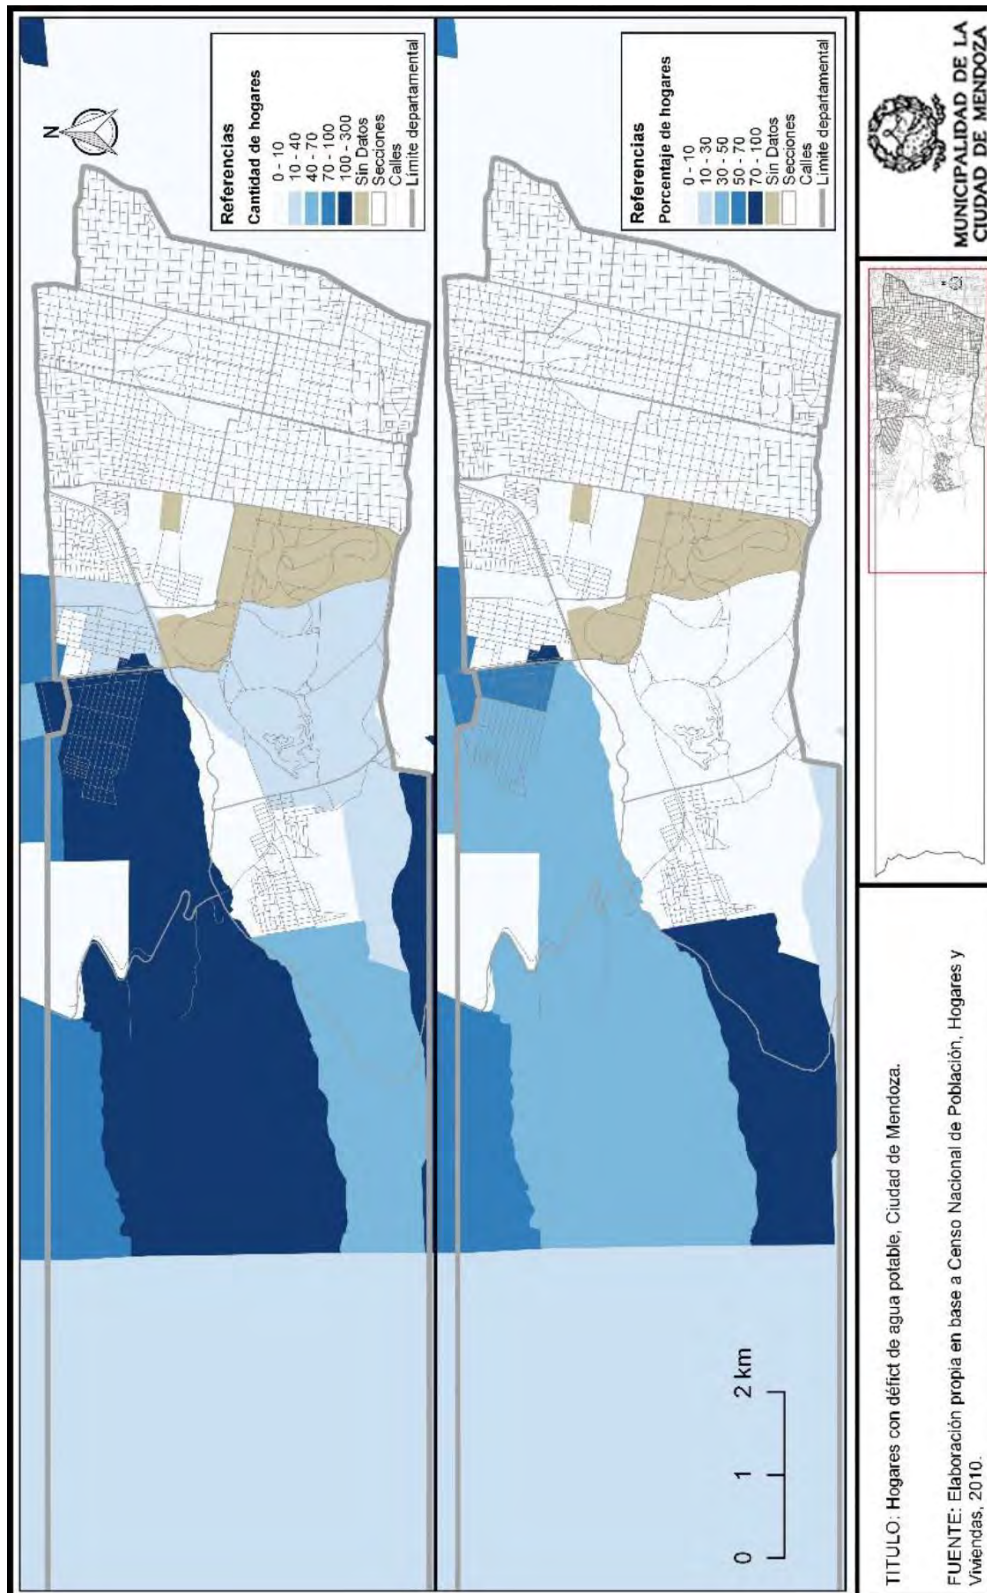 N
Referencias
Cantidad de hogares
0 - 10
10 - 40
40 - 70
70 - 100
100 - 300
Sin Datos
Secciones
Calles
Límite departamental
Referencias
Porcentaje de hogares
0 - 10
10 - 30
30 - 50
50 - 70
70 - 100
Sin Datos
Secciones
Calles
Límite departamental
0 1 2 km
TITULO: Hogares con défict de agua potable, Ciudad de Mendoza.
FUENTE: Elaboración propia en base a Censo Nacional de Población, Hogares y
Viviendas, 2010.
MUNICIPALIDAD DE LA
CIUDAD DE MENDOZA